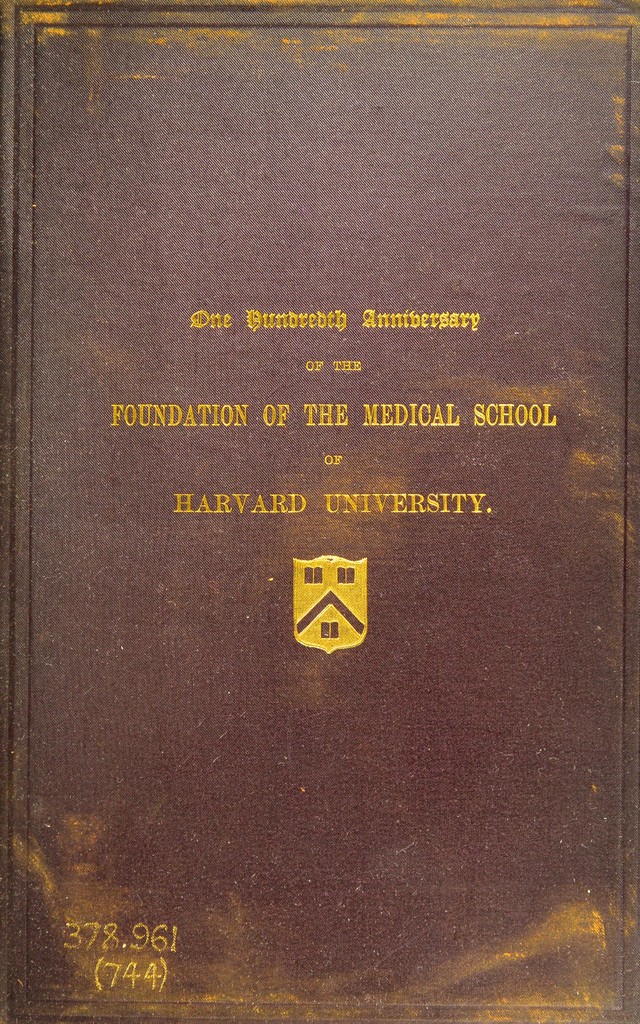 One Hundredth Anniversary
OF THE
FOUNDATION OF THE MEDICAL SCHOOL
OF
HARVARD UNIVERSITY.
378.961
(744)